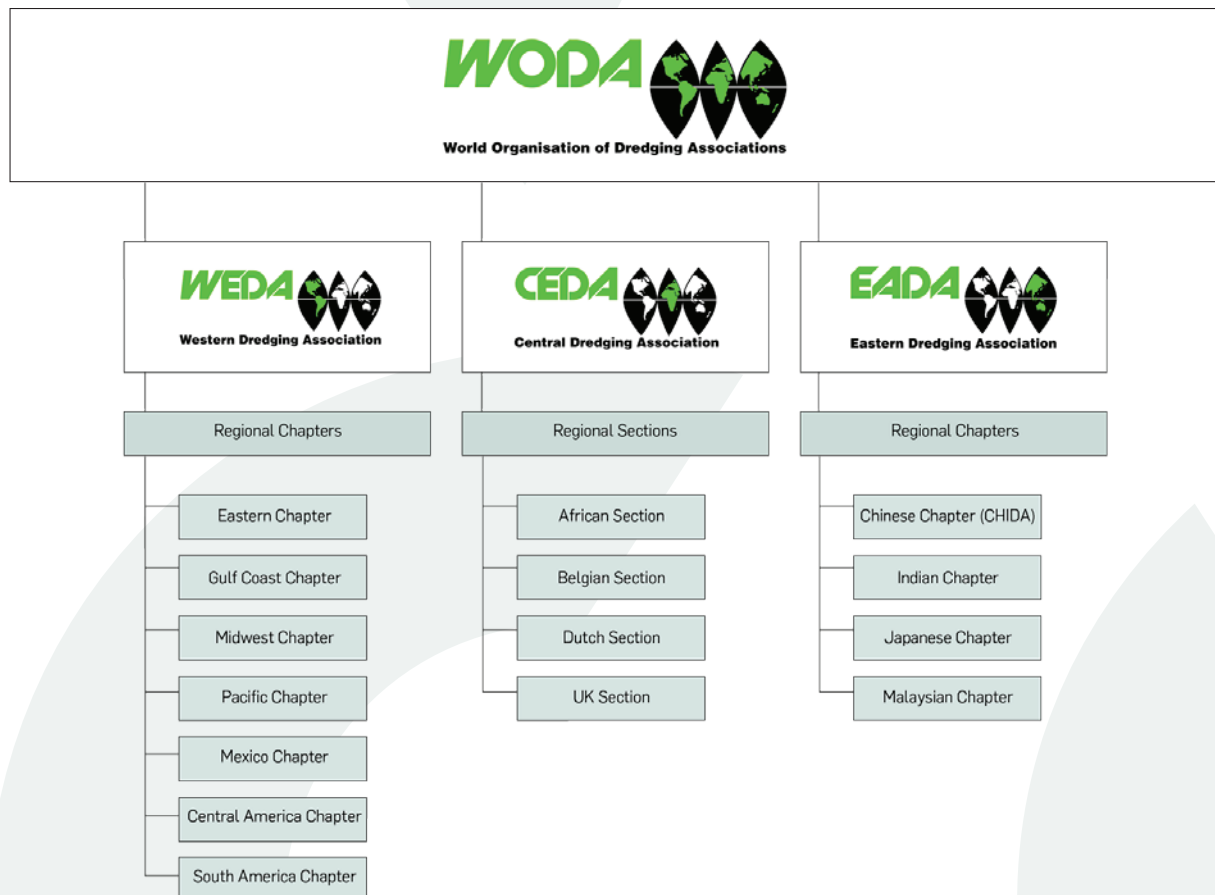 WODA
World Organisation of Dredging Associations
WEDA
Western Dredging Association
Regional Chapters
Eastern Chapter
Gulf Coast Chapter
Midwest Chapter
Pacific Chapter
Mexico Chapter
Central America Chapter
South America Chapter
CEDA
Central Dredging Association
Regional Sections
African Section
Belgian Section
Dutch Section
UK Section
EADA
Eastern Dredging Association
Regional Chapters
Chinese Chapter (CHIDA)
Indian Chapter
Japanese Chapter
Malaysian Chapter